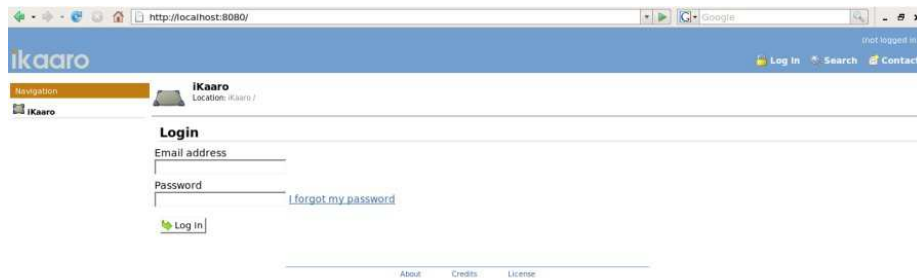 http://localhost:8080/
Google
(not logged in
ikaaro
Log In Search Contact
Navigation
iKaaro
iKaaro
Location: iKaaro /
Login
Email address
Password
I forgot my password
Log In
About Credits License